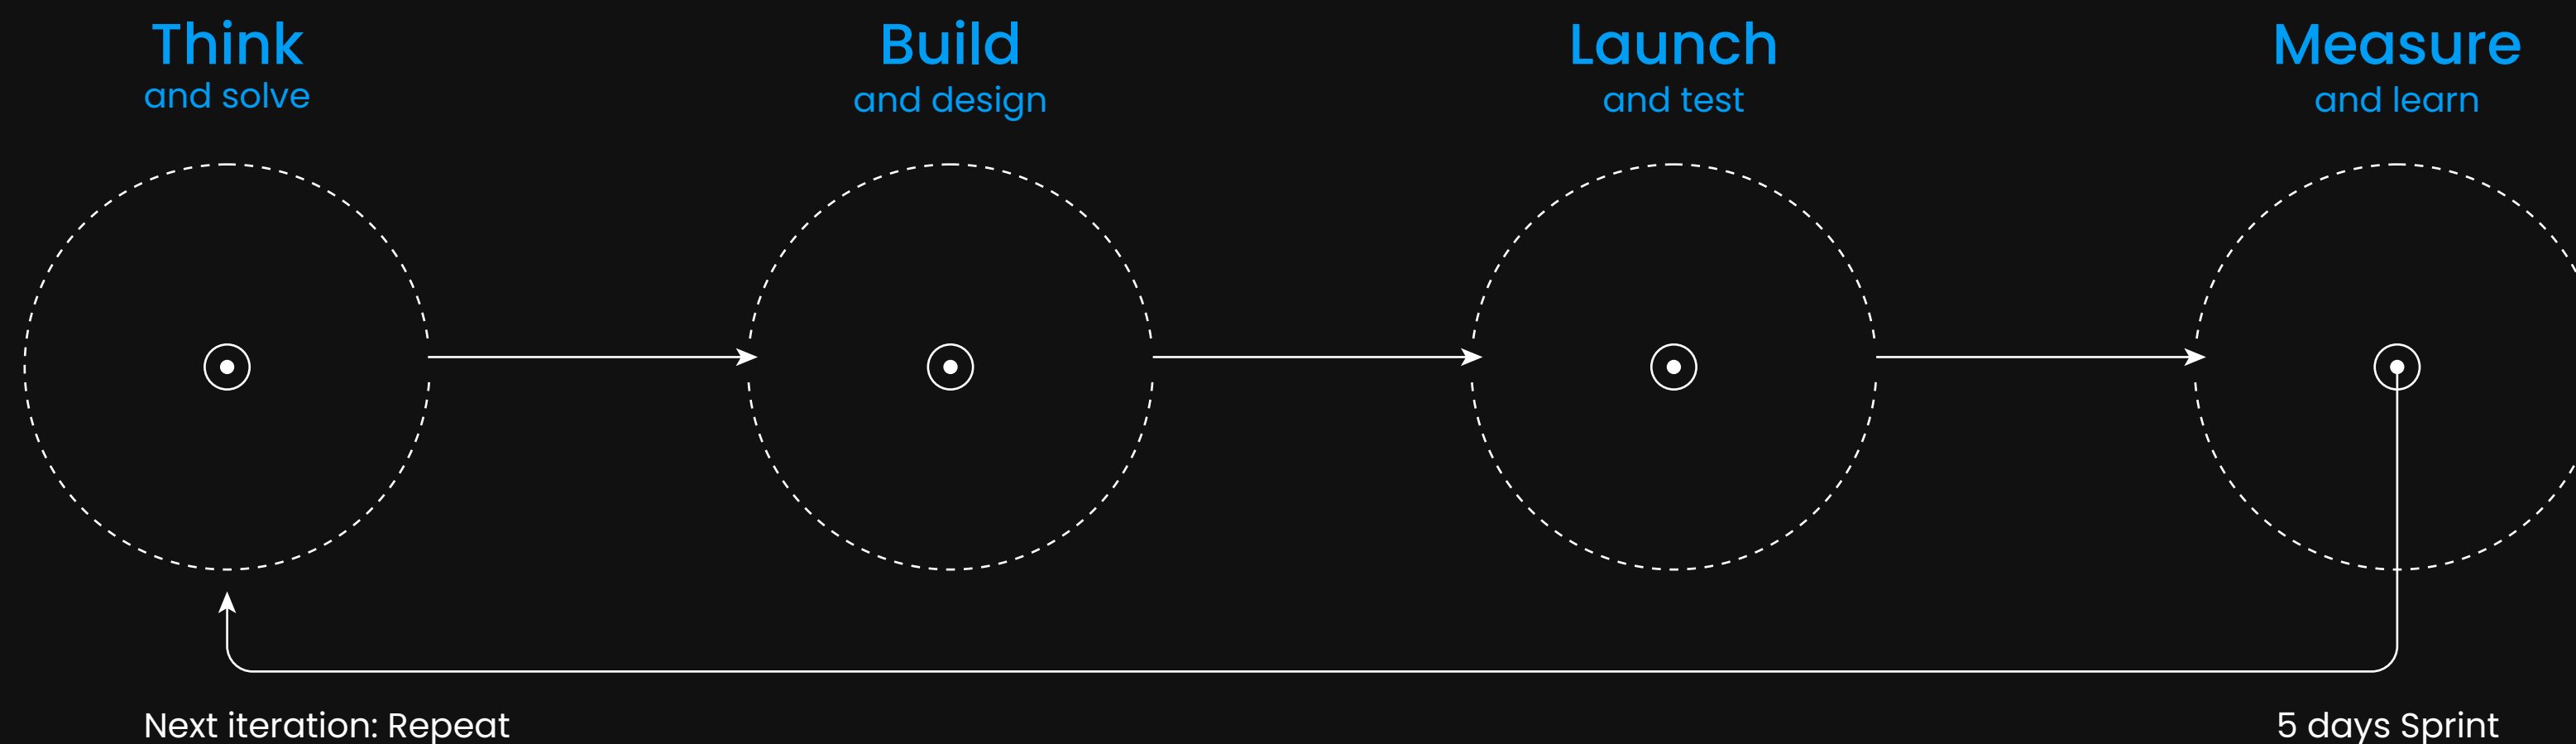 Think
and solve
Build
and design
Launch
and test
Measure
and learn
Next iteration: Repeat
5 days Sprint